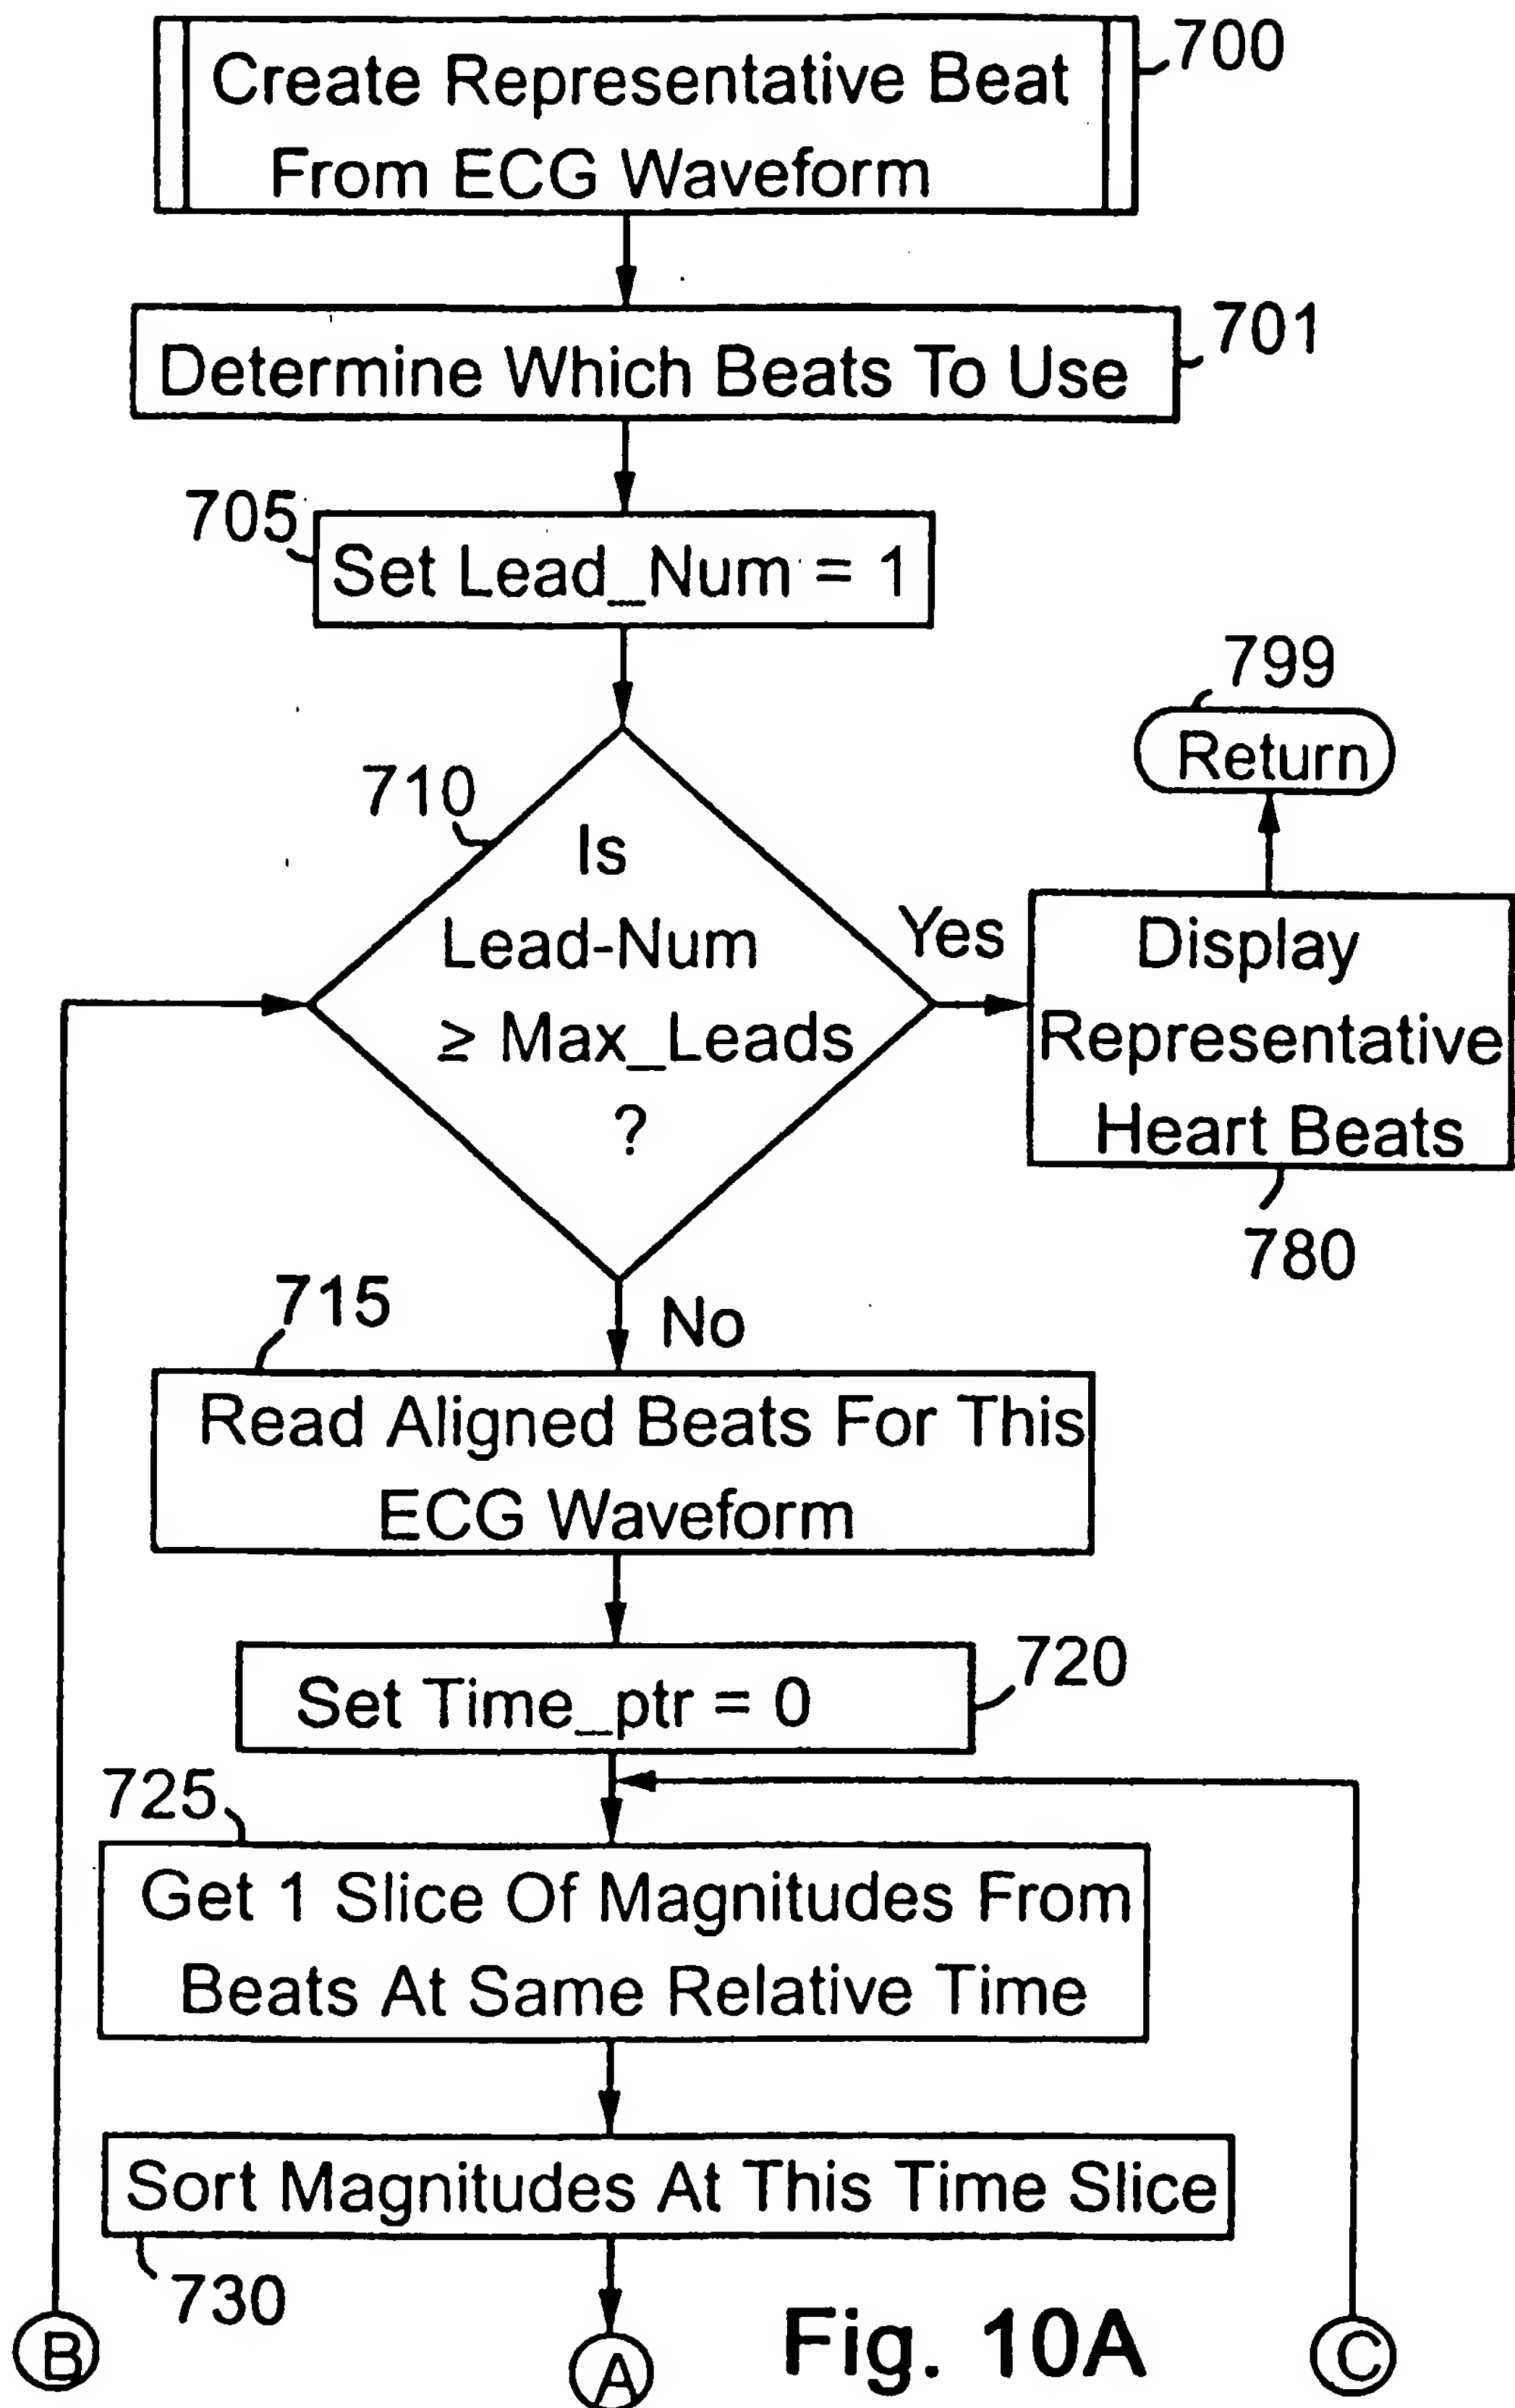 700
Create Representative Beat
From ECG Waveform
701
Determine Which Beats To Use
705
Set Lead_Num = 1
799
Return
710
Is
Lead-Num
≥ Max_Leads
?
Yes
Display
Representative
Heart Beats
780
No
715
Read Aligned Beats For This
ECG Waveform
720
Set Time_ptr = 0
725
Get 1 Slice Of Magnitudes From
Beats At Same Relative Time
Sort Magnitudes At This Time Slice
730
B
A
Fig. 10A
C